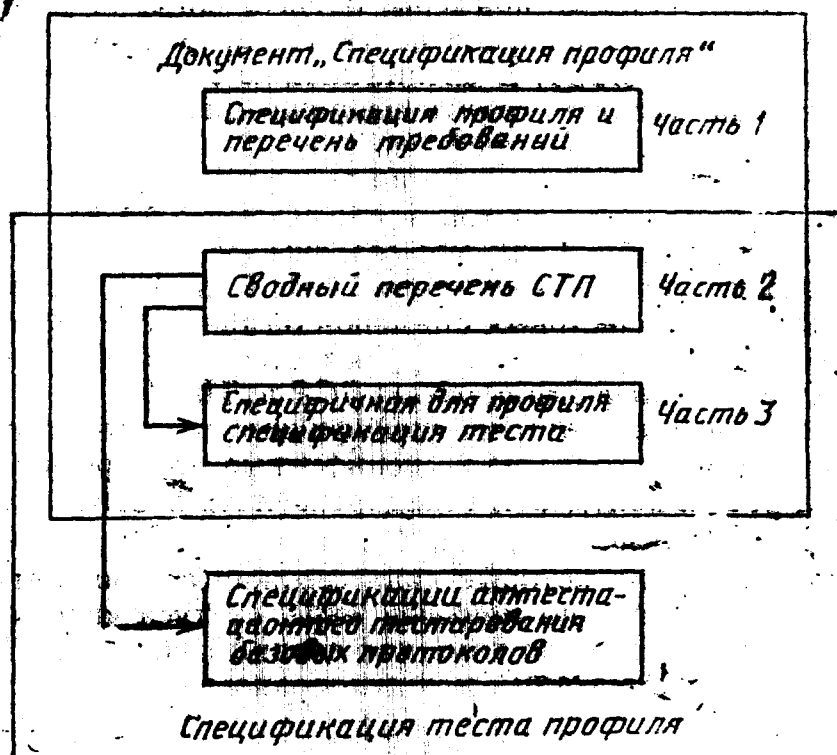 Документ „Спецификация профиля“
Спецификация профиля и
перечень требований
Часть 1
Сводный перечень СТП
Часть 2
Специфичная для профиля
спецификация теста
Часть 3
Спецификации аттеста-
ционного тестирования
базовых протоколов
Спецификация теста профиля